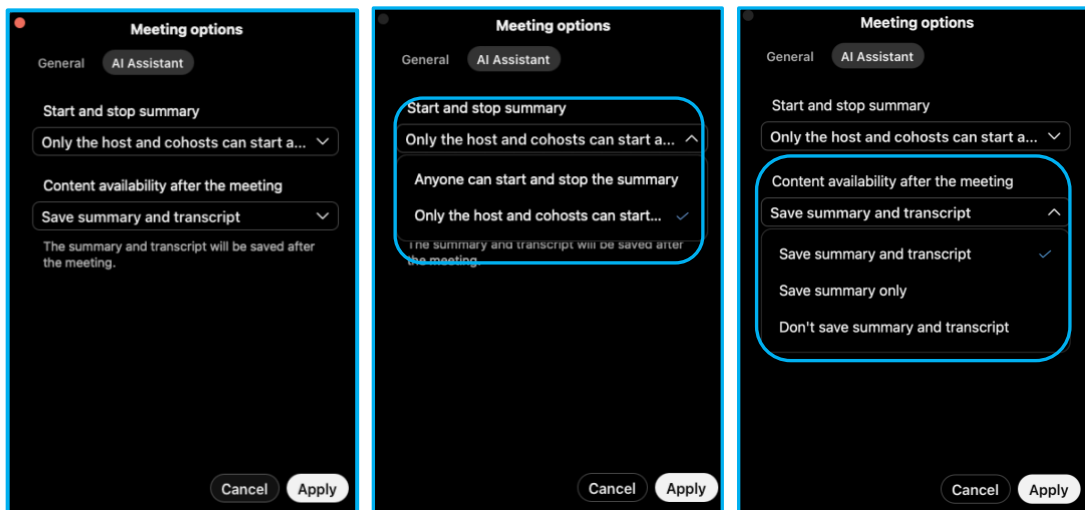 Meeting options
General AI Assistant
Start and stop summary
Only the host and cohosts can start a...
Content availability after the meeting
Save summary and transcript
The summary and transcript will be saved after
the meeting.
Cancel Apply
Meeting options
General AI Assistant
Start and stop summary
Only the host and cohosts can start a...
Anyone can start and stop the summary
Only the host and cohosts can start...
The summary and transcript will be saved after
the meeting.
Cancel Apply
Meeting options
General AI Assistant
Start and stop summary
Only the host and cohosts can start a...
Content availability after the meeting
Save summary and transcript
Save summary and transcript
Save summary only
Don't save summary and transcript
Cancel Apply